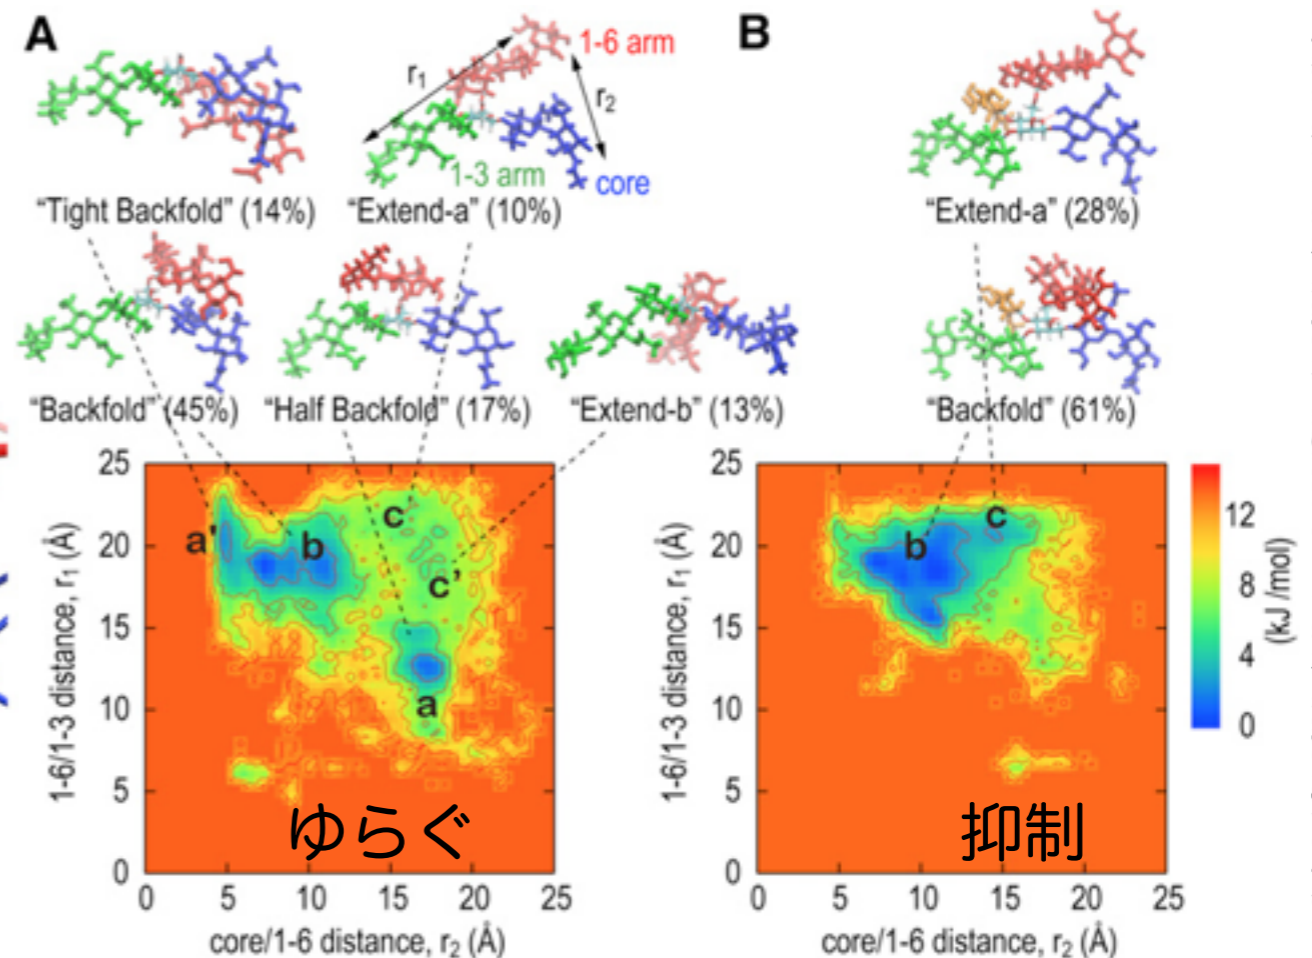 A
B
1-6 arm
r1
r2
1-3 arm
core
"Tight Backfold" (14%)
"Extend-a" (10%)
"Extend-a" (28%)
"Backfold" (45%)
"Half Backfold" (17%)
"Extend-b" (13%)
"Backfold" (61%)
1-6/1-3 distance, r1 (Å)
25
20
15
10
5
0
a'
b
c
c'
a
ゆらぐ
0 5 10 15 20 25
core/1-6 distance, r2 (Å)
1-6/1-3 distance, r1 (Å)
25
20
15
10
5
0
b
c
抑制
0 5 10 15 20 25
core/1-6 distance, r2 (Å)
12
8
4
0
(kJ /mol)